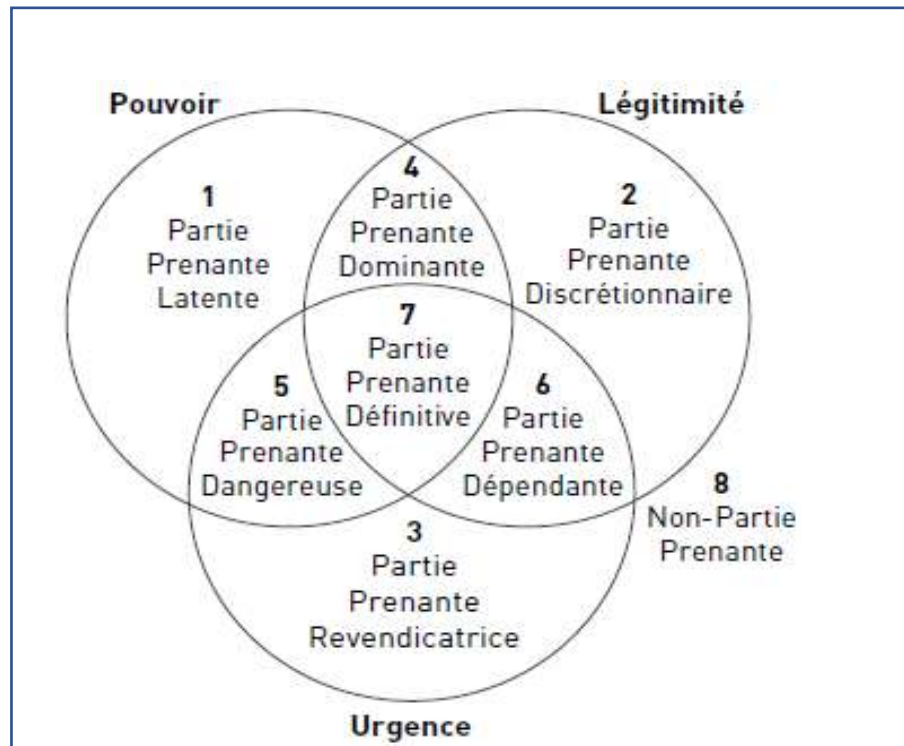 Pouvoir
Légitimité
1
Partie
Prenante
Latente
4
Partie
Prenante
Dominante
2
Partie
Prenante
Discrétionnaire
7
Partie
Prenante
Définitive
5
Partie
Prenante
Dangereuse
6
Partie
Prenante
Dépendante
8
Non-Partie
Prenante
3
Partie
Prenante
Revendicatrice
Urgence